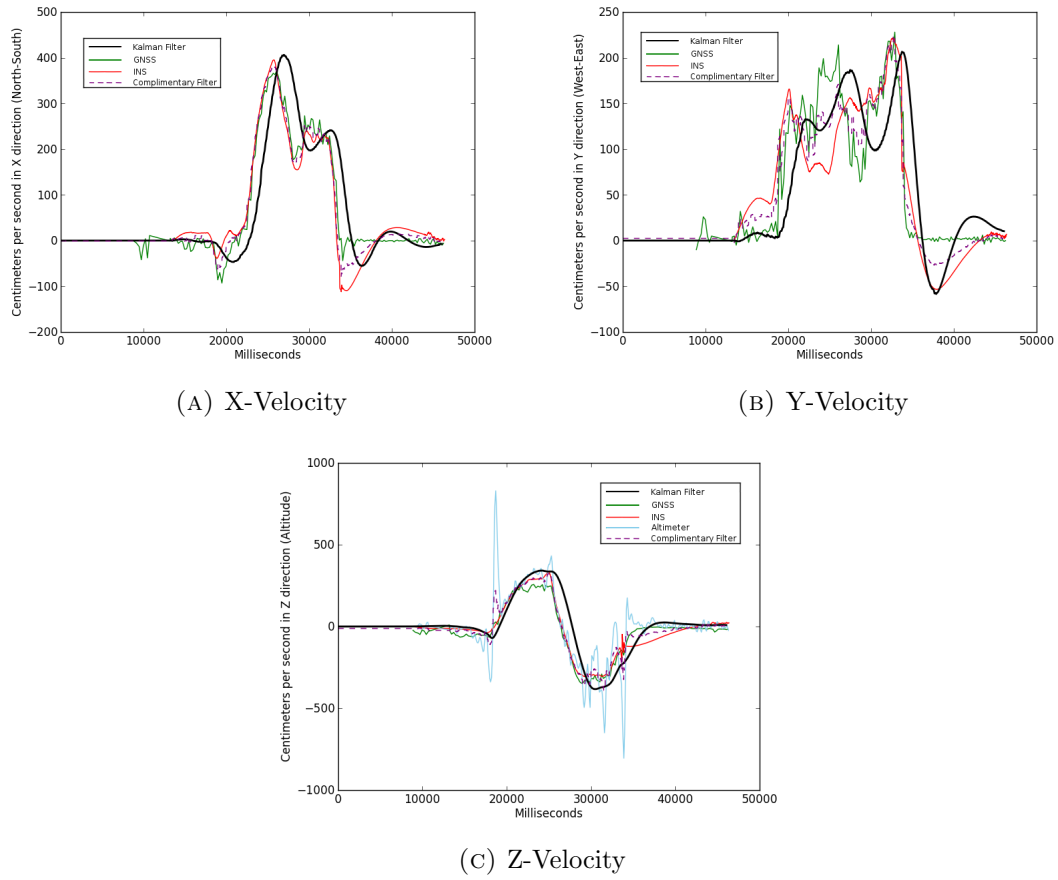 500
400
300
200
100
0
−100
−200
Centimeters per second in X direction (North-South)
Kalman Filter
GNSS
INS
Complimentary Filter
0 10000 20000 30000 40000 50000
Milliseconds
(A) X-Velocity
250
200
150
100
50
0
−50
−100
Centimeters per second in Y direction (West-East)
Kalman Filter
GNSS
INS
Complimentary Filter
0 10000 20000 30000 40000 50000
Milliseconds
(B) Y-Velocity
1000
500
0
−500
−1000
Centimeters per second in Z direction (Altitude)
Kalman Filter
GNSS
INS
Altimeter
Complimentary Filter
0 10000 20000 30000 40000 50000
Milliseconds
(C) Z-Velocity